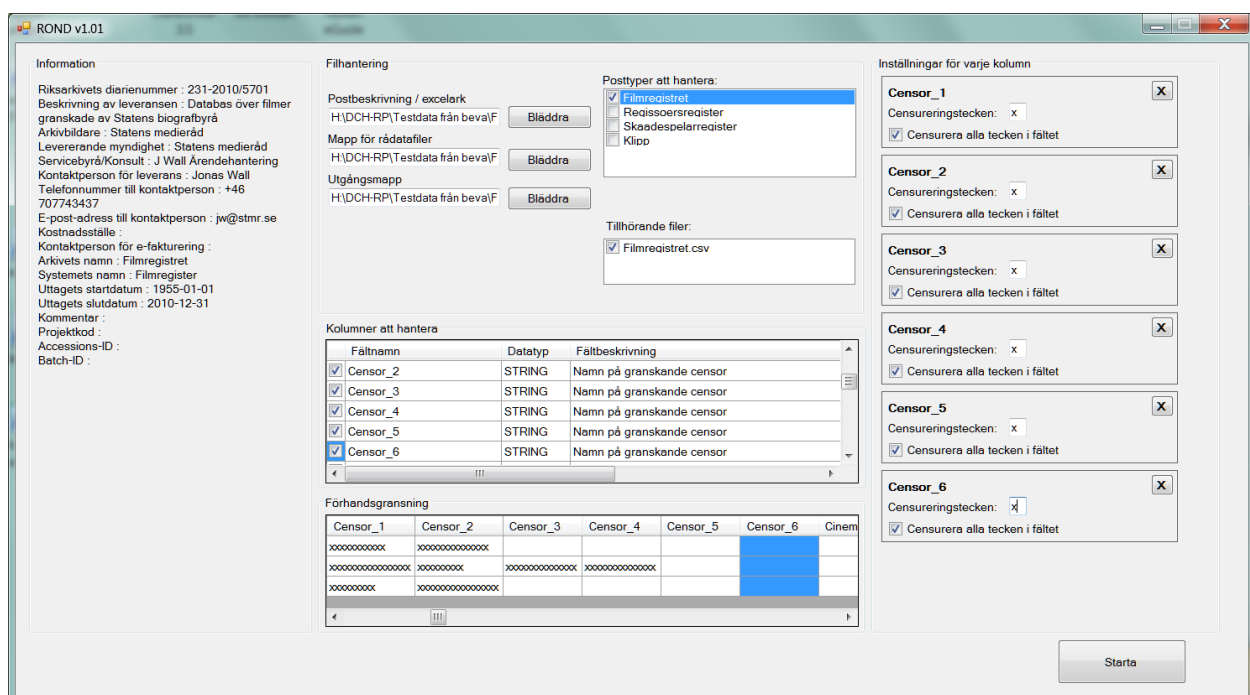 ROND v1.01
Information
Riksarkivets diarienummer : 231-2010/5701
Beskrivning av leveransen : Databas över filmer
granskade av Statens biografbyrå
Arkivbildare : Statens medieråd
Levererande myndighet : Statens medieråd
Servicebyrå/Konsult : J Wall Ärendehantering
Kontaktperson för leverans : Jonas Wall
Telefonnummer till kontaktperson : +46
707743437
E-post-adress till kontaktperson : jw@stmr.se
Kostnadsställe :
Kontaktperson för e-fakturering :
Arkivets namn : Filmregistret
Systemets namn : Filmregister
Uttagets startdatum : 1955-01-01
Uttagets slutdatum : 2010-12-31
Kommentar :
Projektkod :
Accessions-ID :
Batch-ID :
Filhantering
Postbeskrivning / excelark
H:\DCH-RP\Testdata från beva\F Bläddra
Mapp för rådatafiler
H:\DCH-RP\Testdata från beva\F Bläddra
Utgångsmapp
H:\DCH-RP\Testdata från beva\F Bläddra
Posttyper att hantera:
Filmregistret
Regissoersregister
Skaadespelarregister
Klipp
Tillhörande filer:
Filmregistret.csv
Kolumner att hantera
Fältnamn Datatyp Fältbeskrivning
Censor_2 STRING Namn på granskande censor
Censor_3 STRING Namn på granskande censor
Censor_4 STRING Namn på granskande censor
Censor_5 STRING Namn på granskande censor
Censor_6 STRING Namn på granskande censor
Förhandsgransning
Censor_1 Censor_2 Censor_3 Censor_4 Censor_5 Censor_6 Cinem
xxxxxxxxxx xxxxxxxxxxxxx
xxxxxxxxxxxxxxx xxxxxxxx xxxxxxxxxxxxx xxxxxxxxxxxxx
xxxxxxxx xxxxxxxxxxxxxxx
Inställningar för varje kolumn
Censor_1 X
Censureringstecken: x
Censurera alla tecken i fältet
Censor_2 X
Censureringstecken: x
Censurera alla tecken i fältet
Censor_3 X
Censureringstecken: x
Censurera alla tecken i fältet
Censor_4 X
Censureringstecken: x
Censurera alla tecken i fältet
Censor_5 X
Censureringstecken: x
Censurera alla tecken i fältet
Censor_6 X
Censureringstecken: x
Censurera alla tecken i fältet
Starta